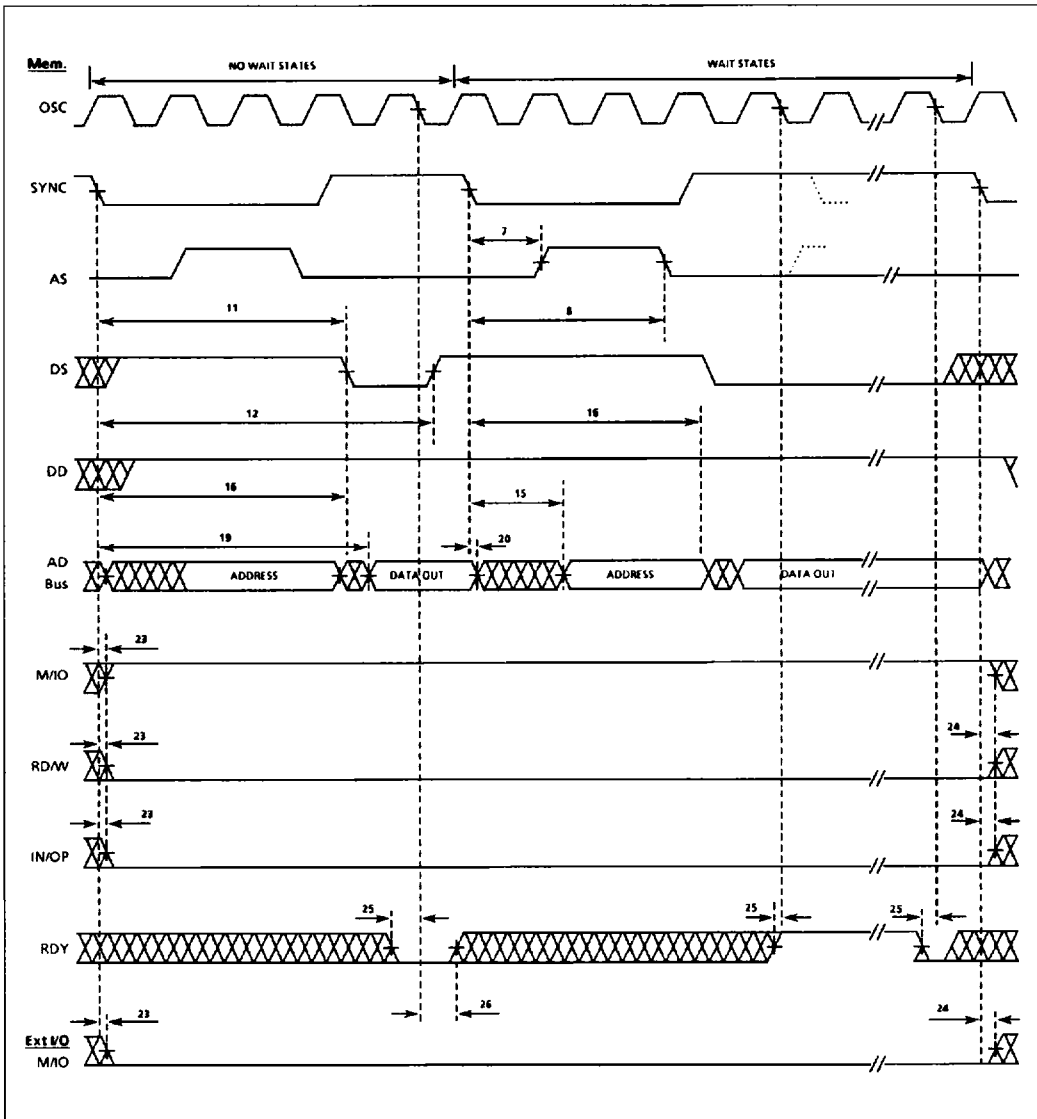 Mem.
NO WAIT STATES
WAIT STATES
OSC
SYNC
7
AS
11
8
DS
12
16
DD
16
15
19
20
AD
Bus
ADDRESS
DATA OUT
ADDRESS
DATA OUT
23
M/IO
23
24
RD/W
23
24
IN/OP
25
25
25
RDY
26
23
24
Ext I/O
M/IO